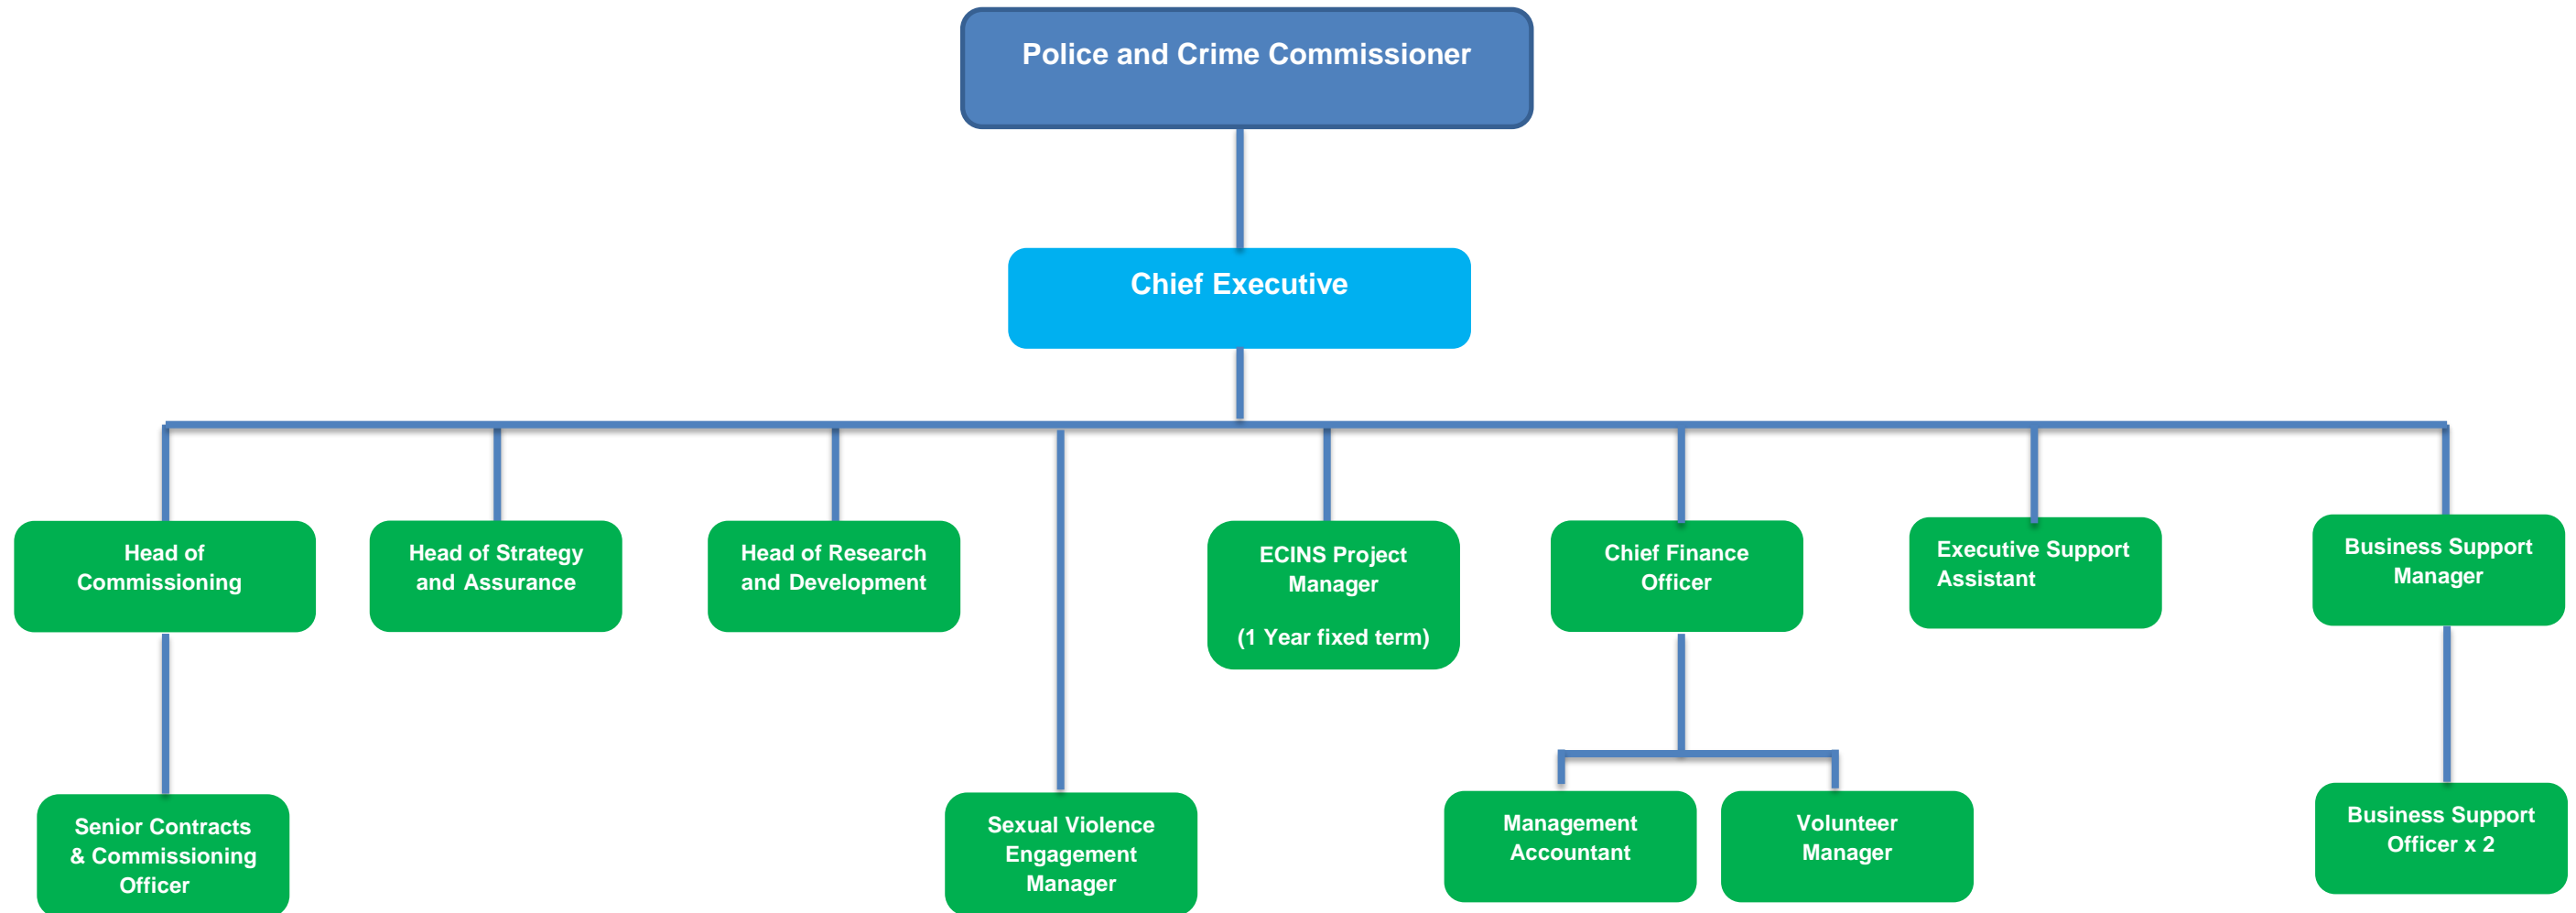 Police and Crime Commissioner
Chief Executive
Head of
Commissioning
Head of Strategy
and Assurance
Head of Research
and Development
ECINS Project
Manager
(1 Year fixed term)
Chief Finance
Officer
Executive Support
Assistant
Business Support
Manager
Senior Contracts
& Commissioning
Officer
Sexual Violence
Engagement
Manager
Management
Accountant
Volunteer
Manager
Business Support
Officer x 2